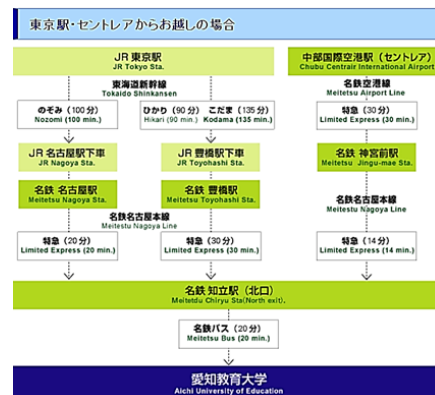 東京駅・セントレアからお越しの場合
JR 東京駅
JR Tokyo Sta.
中部国際空港駅（セントレア）
Chubu Centrair International Airport
東海道新幹線
Tokaido Shinkansen
名鉄空港線
Meitetsu Airport Line
のぞみ（100分）
Nozomi (100 min.)
ひかり（90分） こだま（135分）
Hikari (90 min.) Kodama (135 min.)
特急（30分）
Limited Express (30 min.)
JR 名古屋駅下車
JR Nagoya Sta.
JR 豊橋駅下車
JR Toyohashi Sta.
名鉄 神宮前駅
Meitetsu Jingu-mae Sta.
名鉄 名古屋駅
Meitetsu Nagoya Sta.
名鉄 豊橋駅
Meitetsu Toyohashi Sta.
名鉄名古屋本線
Meitestu Nagoya Line
名鉄名古屋本線
Meitestu Nagoya Line
特急（20分）
Limited Express (20 min.)
特急（30分）
Limited Express (30 min.)
特急（14分）
Limited Express (14 min.)
名鉄 知立駅（北口）
Meitetdu Chiryu Sta(North exit).
名鉄バス（20分）
Meitetsu Bus (20 min.)
愛知教育大学
Aichi University of Education